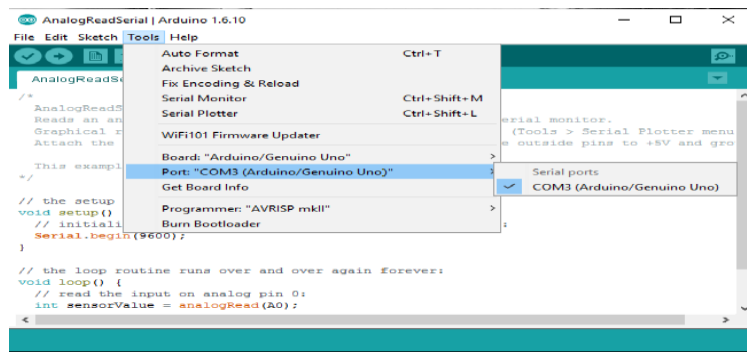 AnalogReadSerial | Arduino 1.6.10
File Edit Sketch Tools Help
Auto Format Ctrl+T
Archive Sketch
Fix Encoding & Reload
Serial Monitor Ctrl+Shift+M
Serial Plotter Ctrl+Shift+L
WiFi101 Firmware Updater
Board: "Arduino/Genuino Uno" >
Port: "COM3 (Arduino/Genuino Uno)"
Get Board Info
Programmer: "AVRISP mkII" >
Burn Bootloader
Serial ports
COM3 (Arduino/Genuino Uno)
AnalogReadSe
/*
AnalogReadS
Reads an an erial monitor.
Graphical r (Tools > Serial Plotter menu
Attach the e outside pins to +5V and gro
This exampl
*/
// the setup
void setup()
// initiali ;
Serial.begin(9600);
}
// the loop routine runs over and over again forever:
void loop() {
// read the input on analog pin 0:
int sensorValue = analogRead(A0);